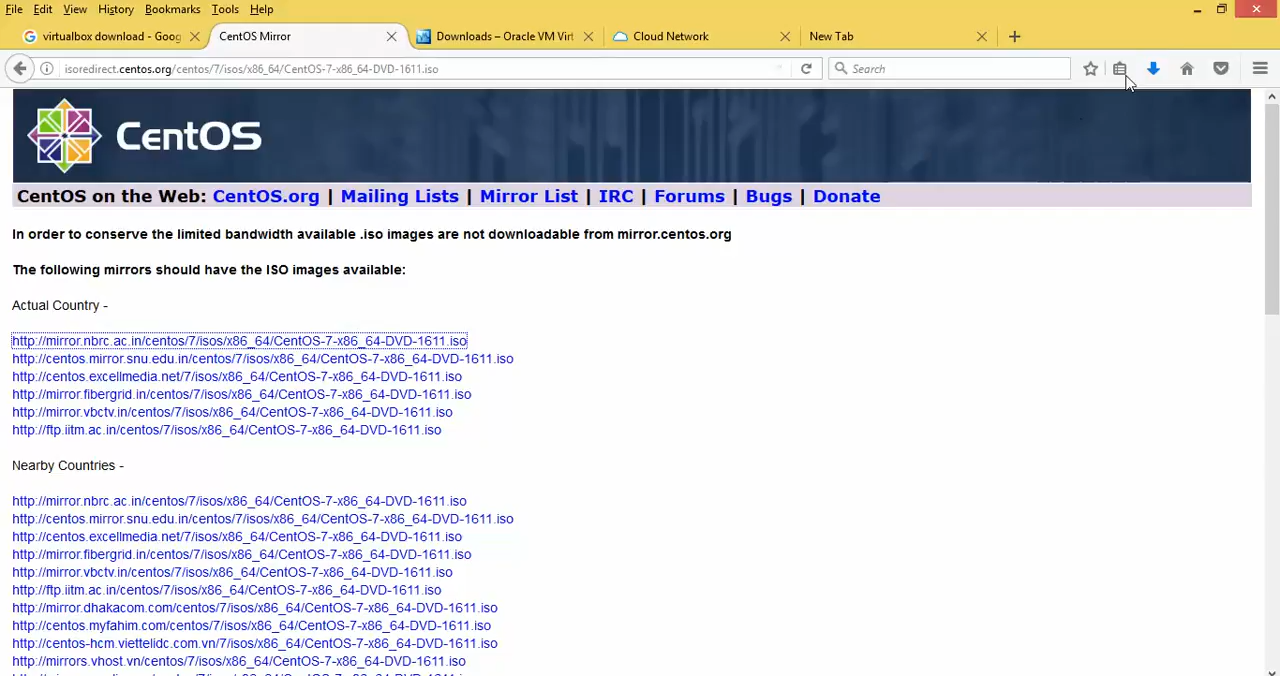 File Edit View History Bookmarks Tools Help
virtualbox download - Goog
CentOS Mirror
Downloads – Oracle VM Virt
Cloud Network
New Tab
isoredirect.centos.org/centos/7/isos/x86_64/CentOS-7-x86_64-DVD-1611.iso
Search
CentOS
CentOS on the Web: CentOS.org | Mailing Lists | Mirror List | IRC | Forums | Bugs | Donate
In order to conserve the limited bandwidth available .iso images are not downloadable from mirror.centos.org
The following mirrors should have the ISO images available:
Actual Country -
http://mirror.nbrc.ac.in/centos/7/isos/x86_64/CentOS-7-x86_64-DVD-1611.iso
http://centos.mirror.snu.edu.in/centos/7/isos/x86_64/CentOS-7-x86_64-DVD-1611.iso
http://centos.excellmedia.net/7/isos/x86_64/CentOS-7-x86_64-DVD-1611.iso
http://mirror.fibergrid.in/centos/7/isos/x86_64/CentOS-7-x86_64-DVD-1611.iso
http://mirror.vbctv.in/centos/7/isos/x86_64/CentOS-7-x86_64-DVD-1611.iso
http://ftp.iitm.ac.in/centos/7/isos/x86_64/CentOS-7-x86_64-DVD-1611.iso
Nearby Countries -
http://mirror.nbrc.ac.in/centos/7/isos/x86_64/CentOS-7-x86_64-DVD-1611.iso
http://centos.mirror.snu.edu.in/centos/7/isos/x86_64/CentOS-7-x86_64-DVD-1611.iso
http://centos.excellmedia.net/7/isos/x86_64/CentOS-7-x86_64-DVD-1611.iso
http://mirror.fibergrid.in/centos/7/isos/x86_64/CentOS-7-x86_64-DVD-1611.iso
http://mirror.vbctv.in/centos/7/isos/x86_64/CentOS-7-x86_64-DVD-1611.iso
http://ftp.iitm.ac.in/centos/7/isos/x86_64/CentOS-7-x86_64-DVD-1611.iso
http://mirror.dhakacom.com/centos/7/isos/x86_64/CentOS-7-x86_64-DVD-1611.iso
http://centos.myfahim.com/centos/7/isos/x86_64/CentOS-7-x86_64-DVD-1611.iso
http://centos-hcm.viettelidc.com.vn/7/isos/x86_64/CentOS-7-x86_64-DVD-1611.iso
http://mirrors.vhost.vn/centos/7/isos/x86_64/CentOS-7-x86_64-DVD-1611.iso